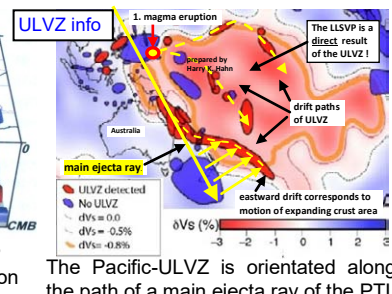 ULVZ info
1. magma eruption
The LLSVP is a
direct result
of the ULVZ !
prepared by
Harry K. Hahn
drift paths
of ULVZ
Australia
main ejecta ray
0
CMB
eastward drift corresponds to
motion of expanding crust area
ULVZ detected
No ULVZ
dVs = 0.0
dVs = -0.5%
dVs= -0.8%
δVs (%)
-3 -2 -1 0 1 2 3
on
The Pacific-ULVZ is orientated along
the path of a main ejecta ray of the PTI